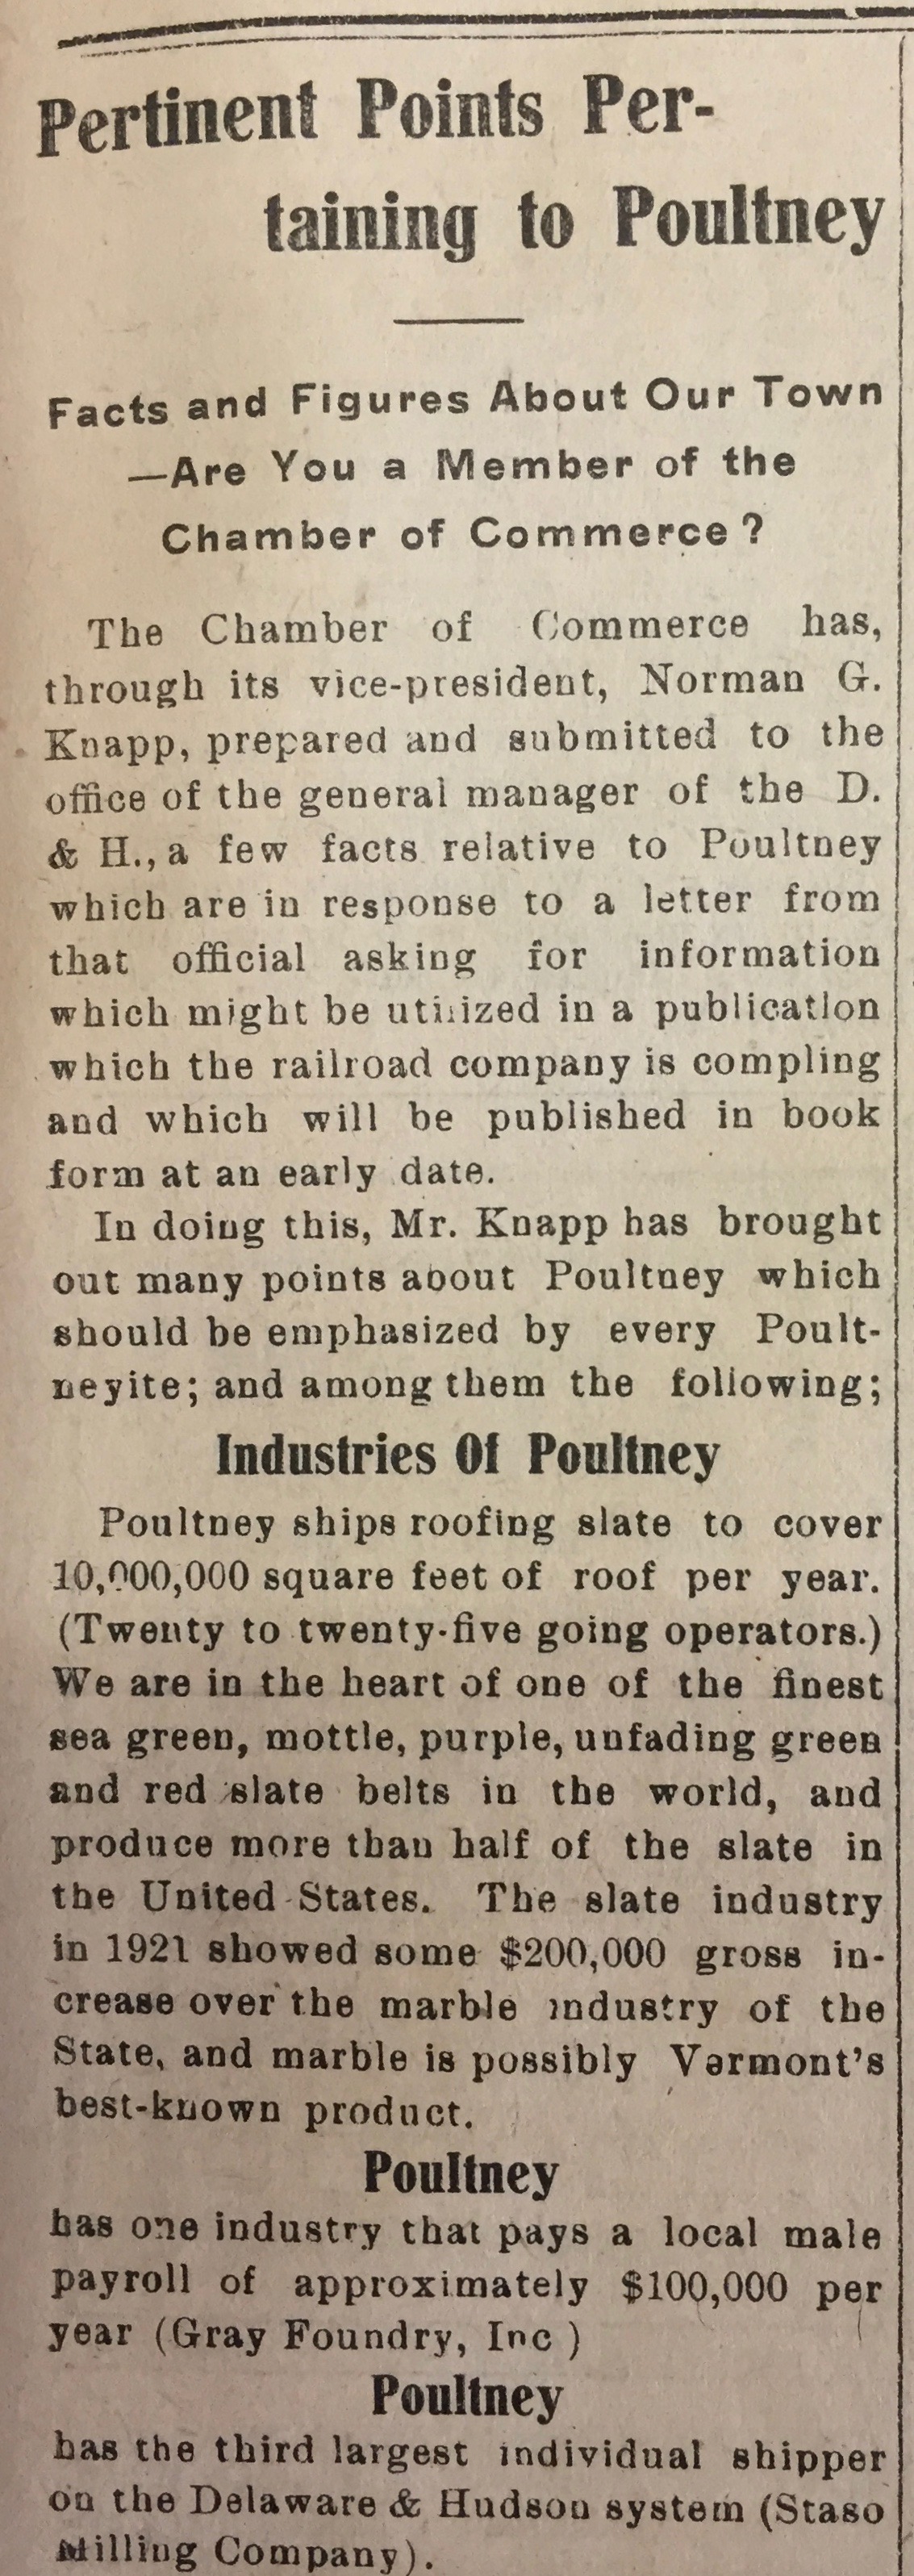 Pertinent Points Per-
taining to Poultney
Facts and Figures About Our Town
—Are You a Member of the
Chamber of Commerce?
The Chamber of Commerce has,
through its vice-president, Norman G.
Knapp, prepared and submitted to the
office of the general manager of the D.
& H., a few facts relative to Poultney
which are in response to a letter from
that official asking for information
which might be utilized in a publication
which the railroad company is compling
and which will be published in book
form at an early date.
In doing this, Mr. Knapp has brought
out many points about Poultney which
should be emphasized by every Poult-
neyite; and among them the following;
Industries Of Poultney
Poultney ships roofing slate to cover
10,000,000 square feet of roof per year.
(Twenty to twenty-five going operators.)
We are in the heart of one of the finest
sea green, mottle, purple, unfading green
and red slate belts in the world, and
produce more than half of the slate in
the United States. The slate industry
in 1921 showed some $200,000 gross in-
crease over the marble industry of the
State, and marble is possibly Vermont's
best-known product.
Poultney
has one industry that pays a local male
payroll of approximately $100,000 per
year (Gray Foundry, Inc )
Poultney
has the third largest individual shipper
on the Delaware & Hudson system (Staso
Milling Company).